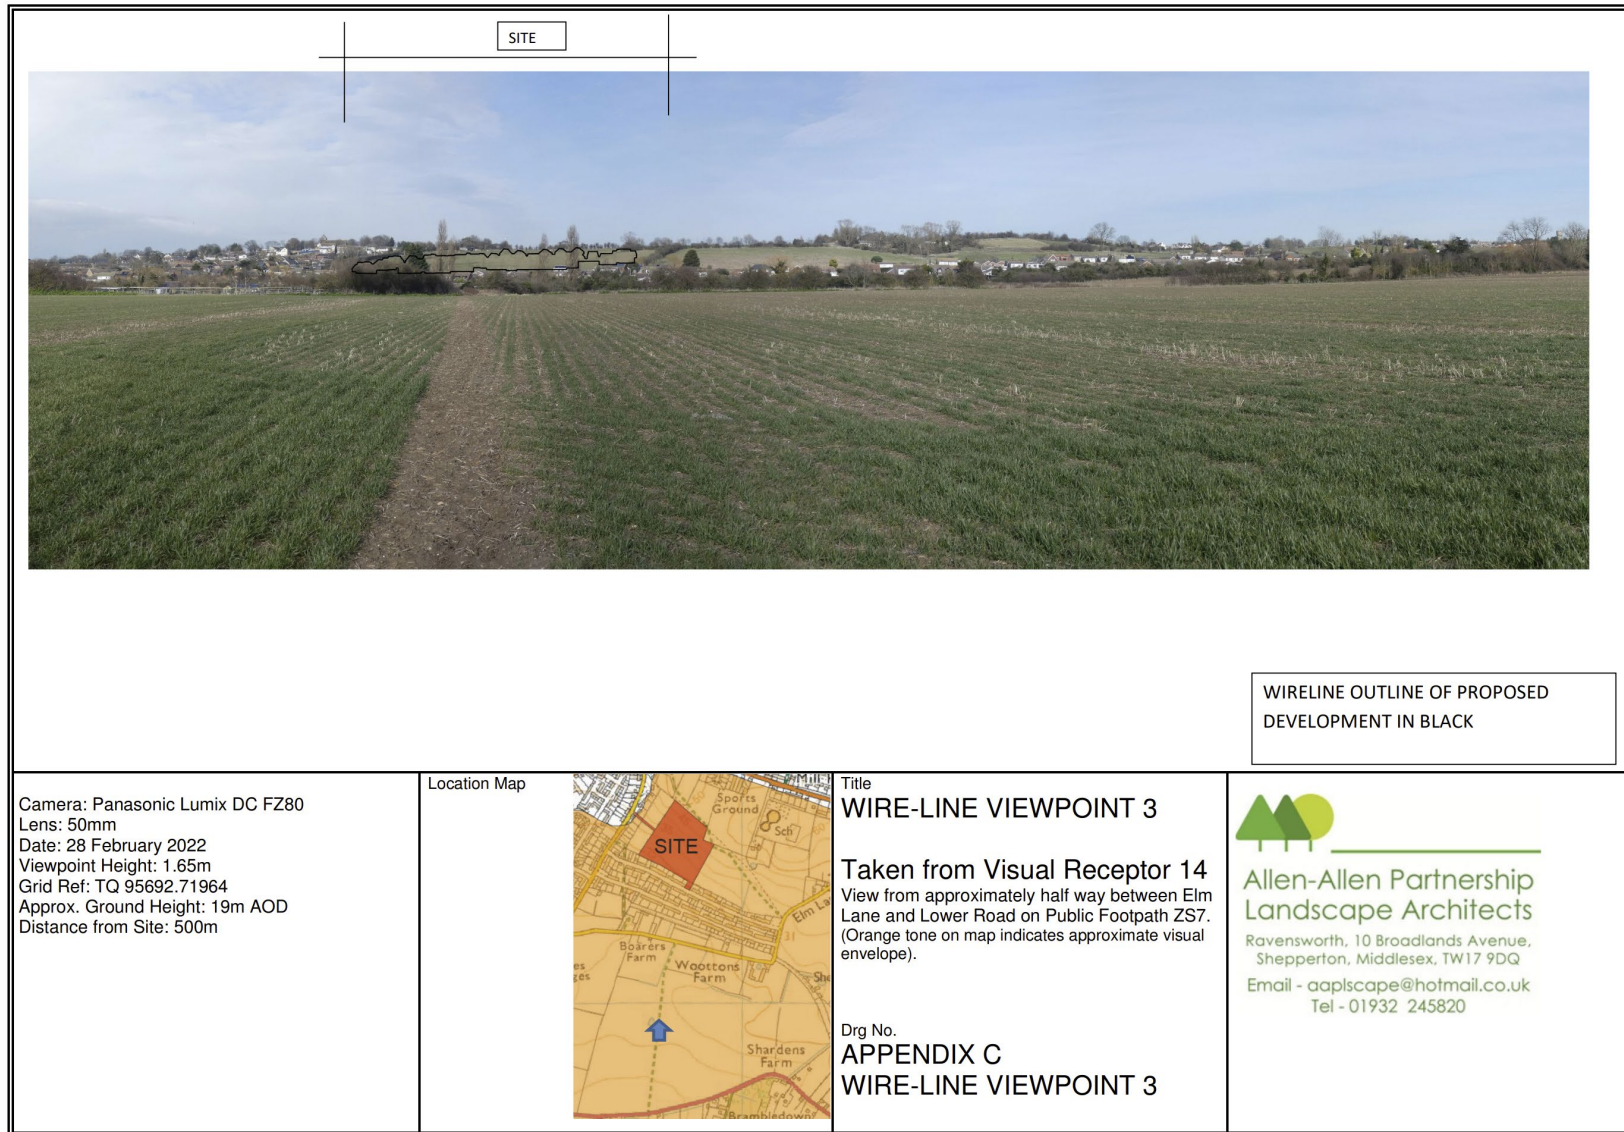 SITE
WIRELINE OUTLINE OF PROPOSED
DEVELOPMENT IN BLACK
Camera: Panasonic Lumix DC FZ80
Lens: 50mm
Date: 28 February 2022
Viewpoint Height: 1.65m
Grid Ref: TQ 95692.71964
Approx. Ground Height: 19m AOD
Distance from Site: 500m
Location Map
Sports
Ground
Sch
SITE
Elm
31
Boarers
Farm
Woottons
Farm
Shardens
Farm
Brambledown
Title
WIRE-LINE VIEWPOINT 3
Taken from Visual Receptor 14
View from approximately half way between Elm
Lane and Lower Road on Public Footpath ZS7.
(Orange tone on map indicates approximate visual
envelope).
Drg No.
APPENDIX C
WIRE-LINE VIEWPOINT 3
Allen-Allen Partnership
Landscape Architects
Ravensworth, 10 Broadlands Avenue,
Shepperton, Middlesex, TW17 9DQ
Email - aaplscape@hotmail.co.uk
Tel - 01932 245820